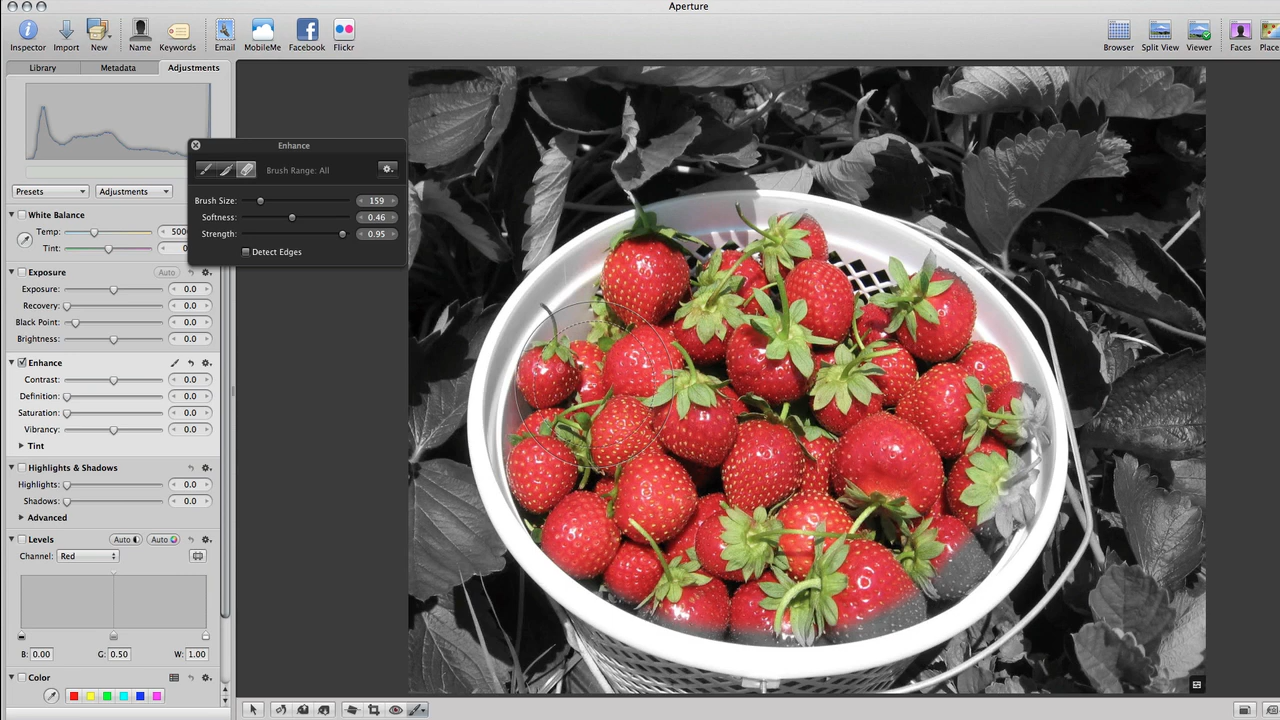 Aperture
Inspector Import New Name Keywords Email MobileMe Facebook Flickr Browser Split View Viewer Faces Place
Library Metadata Adjustments
Enhance
Brush Range: All
Presets Adjustments
Brush Size: 159
Softness: 0.46
Strength: 0.95
Detect Edges
White Balance
Temp: 500
Tint: 0
Exposure Auto
Exposure: 0.0
Recovery: 0.0
Black Point: 0.0
Brightness: 0.0
Enhance
Contrast: 0.0
Definition: 0.0
Saturation: 0.0
Vibrancy: 0.0
Tint
Highlights & Shadows
Highlights: 0.0
Shadows: 0.0
Advanced
Levels Auto Auto
Channel: Red
B: 0.00 G: 0.50 W: 1.00
Color